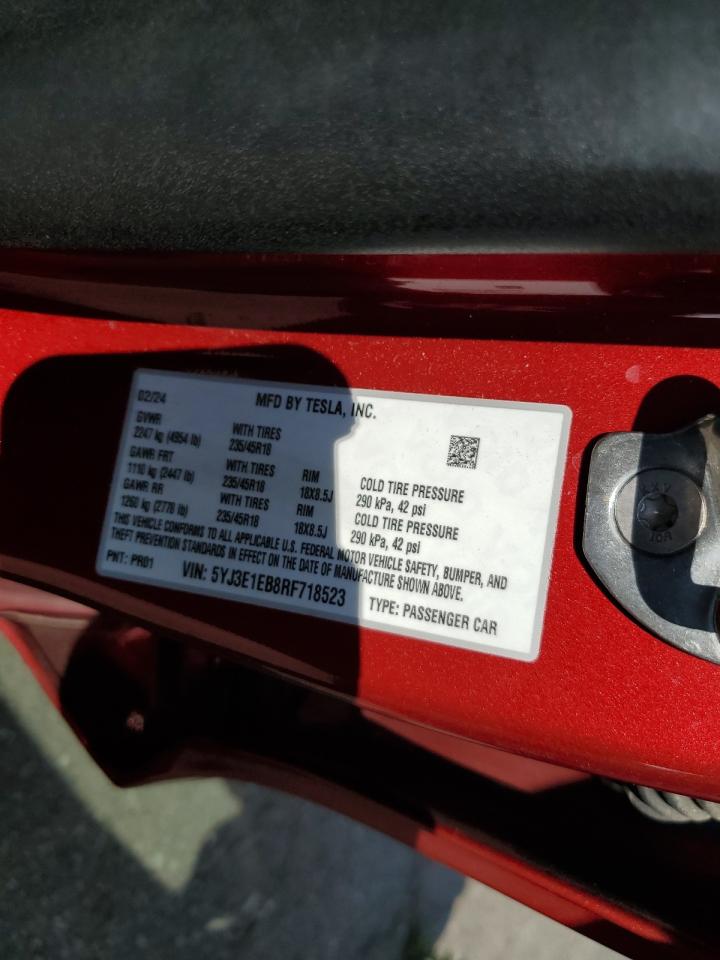 02/24 MFD BY TESLA, INC.
GVWR
2247 kg (4954 lb) WITH TIRES
GAWR FRT 235/45R18
1110 kg (2447 lb) WITH TIRES RIM COLD TIRE PRESSURE
GAWR RR 235/45R18 18X8.5J 290 kPa, 42 psi
1260 kg (2778 lb) WITH TIRES RIM COLD TIRE PRESSURE
235/45R18 18X8.5J 290 kPa, 42 psi
THIS VEHICLE CONFORMS TO ALL APPLICABLE U.S. FEDERAL MOTOR VEHICLE SAFETY, BUMPER, AND
THEFT PREVENTION STANDARDS IN EFFECT ON THE DATE OF MANUFACTURE SHOWN ABOVE.
PNT: PR01 VIN: 5YJ3E1EB8RF718523 TYPE: PASSENGER CAR